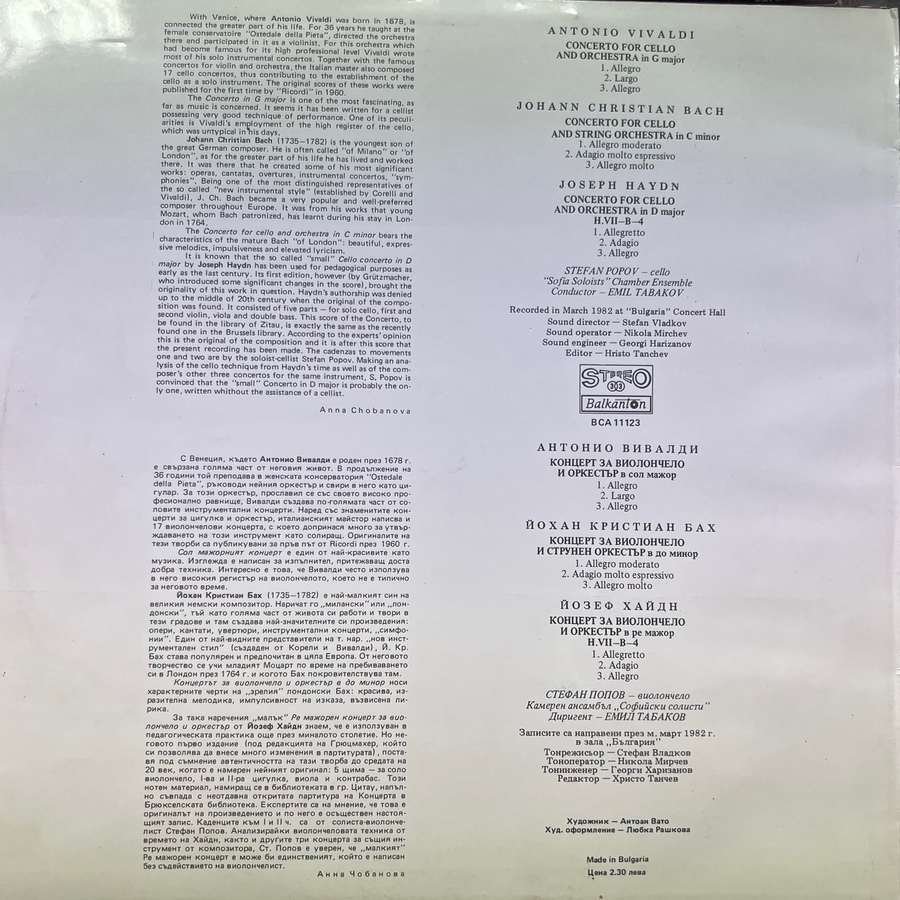 With Venice, where Antonio Vivaldi was born in 1678, is
connected the greater part of his life. For 36 years he taught at the
female conservatoire "Ostedale della Pieta", directed the orchestra
there and participated in it as a violinist. For this orchestra which
had become famous for its high professional level Vivaldi wrote
most of his solo instrumental concertos. Together with the famous
concertos for violin and orchestra, the Italian master also composed
17 cello concertos, thus contributing to the establishment of the
cello as a solo instrument. The original scores of these works were
published for the first time by "Ricordi" in 1960.
The Concerto in G major is one of the most fascinating, as
far as music is concerned. It seems it has been written for a cellist
possessing very good technique of performance. One of its peculi-
arities is Vivaldi's employment of the high register of the cello,
which was untypical in his days.
Johann Christian Bach (1735—1782) is the youngest son of
the great German composer. He is often called "of Milano" or "of
London", as for the greater part of his life he has lived and worked
there. It was there that he created some of his most significant
works: operas, cantatas, overtures, instrumental concertos, "sym-
phonies". Being one of the most distinguished representatives of
the so called "new instrumental style" (established by Corelli and
Vivaldi), J. Ch. Bach became a very popular and well-preferred
composer throughout Europe. It was from his works that young
Mozart, whom Bach patronized, has learnt during his stay in Lon-
don in 1764.
The Concerto for cello and orchestra in C minor bears the
characteristics of the mature Bach "of London": beautiful, expres-
sive melodics, impulsiveness and elevated lyricism.
It is known that the so called "small" Cello concerto in D
major by Joseph Haydn has been used for pedagogical purposes as
early as the last century. Its first edition, however (by Grützmacher,
who introduced some significant changes in the score), brought the
originality of this work in question. Haydn's authorship was denied
up to the middle of 20th century when the original of the compo-
sition was found. It consisted of five parts — for solo cello, first and
second violin, viola and double bass. This score of the Concerto, to
be found in the library of Zitau, is exactly the same as the recently
found one in the Brussels library. According to the experts' opinion
this is the original of the composition and it is after this score that
the present recording has been made. The cadenzas to movements
one and two are by the soloist-cellist Stefan Popov. Making an ana-
lysis of the cello technique from Haydn's time as well as of the com-
poser's other three concertos for the same instrument, S. Popov is
convinced that the "small" Concerto in D major is probably the on-
ly one, written whithout the assistance of a cellist.
Anna Chobanova
С Венеция, където Антонио Вивалди е роден през 1678 г.
е свързана голяма част от неговия живот. В продължение на
36 години той преподава в женската консерватория "Ostedale
della Pieta", ръководи нейния оркестър и свири в него като ци-
гулар. За този оркестър, прославил се със своето високо про-
фесионално равнище, Вивалди създава по-голямата част от со-
ловите инструментални концерти. Наред със знаменитите кон-
церти за цигулка и оркестър, италианският майстор написва и
17 виолончелови концерта, с което допринася много за утвър-
ждаването на този инструмент като солиращ. Оригиналите на
тези творби са публикувани за пръв път от Ricordi през 1960 г.
Сол мажорният концерт е един от най-красивите като
музика. Изглежда е написан за изпълнител, притежаващ доста
добра техника. Интересно е това, че Вивалди често използува
в него високия регистър на виолончелото, което не е типично
за неговото време.
Йохан Кристиан Бах (1735—1782) е най-малкият син на
великия немски композитор. Наричат го „милански" или „лон-
донски", тъй като голяма част от живота си работи и твори в
тези градове и там създава най-значителните си произведения:
опери, кантати, увертюри, инструментални концерти, „симфо-
нии". Един от най-видните представители на т. нар. „нов инст-
рументален стил" (създаден от Корели и Вивалди), Й. Кр.
Бах става популярен и предпочитан в цяла Европа. От неговото
творчество се учи младият Моцарт по време на пребиваването
си в Лондон през 1764 г. и когото Бах покровителствува там.
Концертът за виолончело и оркестър в до минор носи
характерните черти на „зрелия" лондонски Бах: красива, из-
разителна мелодика, импулсивност на изказа, възвисена ли-
рика.
За така наречения „малък" Ре мажорен концерт за вио-
лончело и оркестър от Йозеф Хайдн знаем, че е използуван в
педагогическата практика още през миналото столетие. Но не-
говото първо издание (под редакцията на Грюцмахер, който
си позволява да внесе много изменения в партитурата), поста-
вя под съмнение автентичността на тази творба до средата на
20 век, когато е намерен нейният оригинал: 5 щима — за соло
виолончело, I-ва и II-ра цигулка, виола и контрабас. Този
нотен материал, намиращ се в библиотеката в гр. Цитау, напъл-
но съвпада с неотдавна откритата партитура на Концерта в
Брюкселската библиотека. Експертите са на мнение, че това е
оригиналът на произведението и по него е осъществен настоя-
щият запис. Каденците към I и II ч. са от солиста-виолонче-
лист Стефан Попов. Анализирайки виолончеловата техника от
времето на Хайдн, както и другите три концерта за същия инс-
трумент от композитора, Ст. Попов е уверен, че „малкият"
Ре мажорен концерт е може би единственият, който е написан
без съдействието на виолончелист.
Анна Чобанова
ANTONIO VIVALDI
CONCERTO FOR CELLO
AND ORCHESTRA in G major
1. Allegro
2. Largo
3. Allegro
JOHANN CHRISTIAN BACH
CONCERTO FOR CELLO
AND STRING ORCHESTRA in C minor
1. Allegro moderato
2. Adagio molto espressivo
3. Allegro molto
JOSEPH HAYDN
CONCERTO FOR CELLO
AND ORCHESTRA in D major
H.VII–B–4
1. Allegretto
2. Adagio
3. Allegro
STEFAN POPOV – cello
"Sofia Soloists" Chamber Ensemble
Conductor – EMIL TABAKOV
Recorded in March 1982 at "Bulgaria" Concert Hall
Sound director – Stefan Vladkov
Sound operator – Nikola Mirchev
Sound engineer – Georgi Harizanov
Editor – Hristo Tanchev
STEREO
33
Balkanton
BCA 11123
АНТОНИО ВИВАЛДИ
КОНЦЕРТ ЗА ВИОЛОНЧЕЛО
И ОРКЕСТЪР в сол мажор
1. Allegro
2. Largo
3. Allegro
ЙОХАН КРИСТИАН БАХ
КОНЦЕРТ ЗА ВИОЛОНЧЕЛО
И СТРУНЕН ОРКЕСТЪР в до минор
1. Allegro moderato
2. Adagio molto espressivo
3. Allegro molto
ЙОЗЕФ ХАЙДН
КОНЦЕРТ ЗА ВИОЛОНЧЕЛО
И ОРКЕСТЪР в ре мажор
H.VII–B–4
1. Allegretto
2. Adagio
3. Allegro
СТЕФАН ПОПОВ – виолончело
Камерен ансамбъл „Софийски солисти"
Диригент – ЕМИЛ ТАБАКОВ
Записите са направени през м. март 1982 г.
в зала „България"
Тонрежисьор — Стефан Владков
Тоноператор — Никола Мирчев
Тонинженер — Георги Харизанов
Редактор — Христо Танчев
Художник – Антоан Вато
Худ. оформление – Любка Рашкова
Made in Bulgaria
Цена 2.30 лева